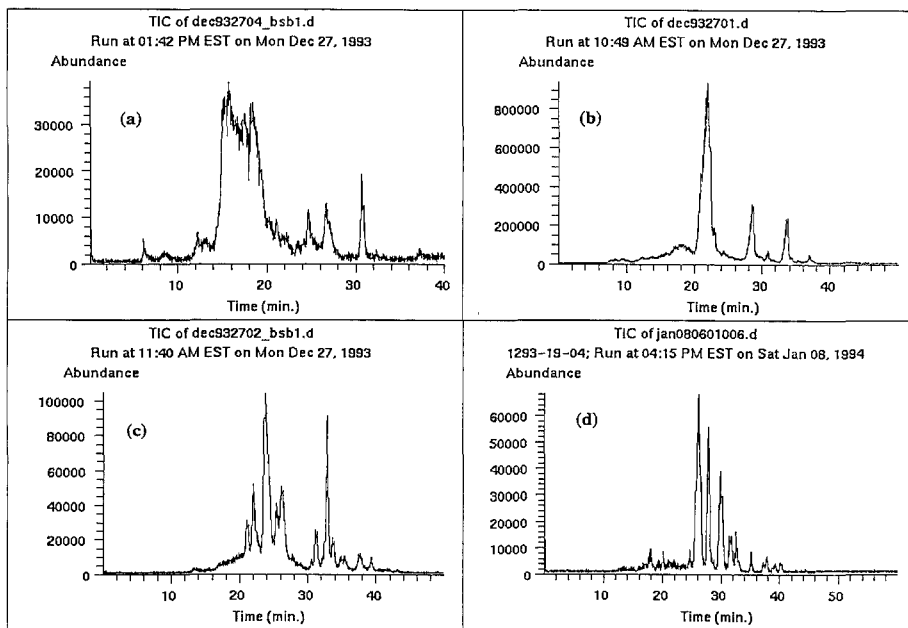 TIC of dec932704_bsb1.d
Run at 01:42 PM EST on Mon Dec 27, 1993
Abundance
(a)
30000
20000
10000
0
10 20 30 40
Time (min.)
TIC of dec932701.d
Run at 10:49 AM EST on Mon Dec 27, 1993
Abundance
(b)
800000
600000
400000
200000
0
10 20 30 40 50
Time (min.)
TIC of dec932702_bsb1.d
Run at 11:40 AM EST on Mon Dec 27, 1993
Abundance
(c)
100000
80000
60000
40000
20000
0
10 20 30 40
Time (min.)
TIC of jan080601006.d
1293-19-04; Run at 04:15 PM EST on Sat Jan 08, 1994
Abundance
(d)
60000
50000
40000
30000
20000
10000
0
10 20 30 40 50 60
Time (min.)